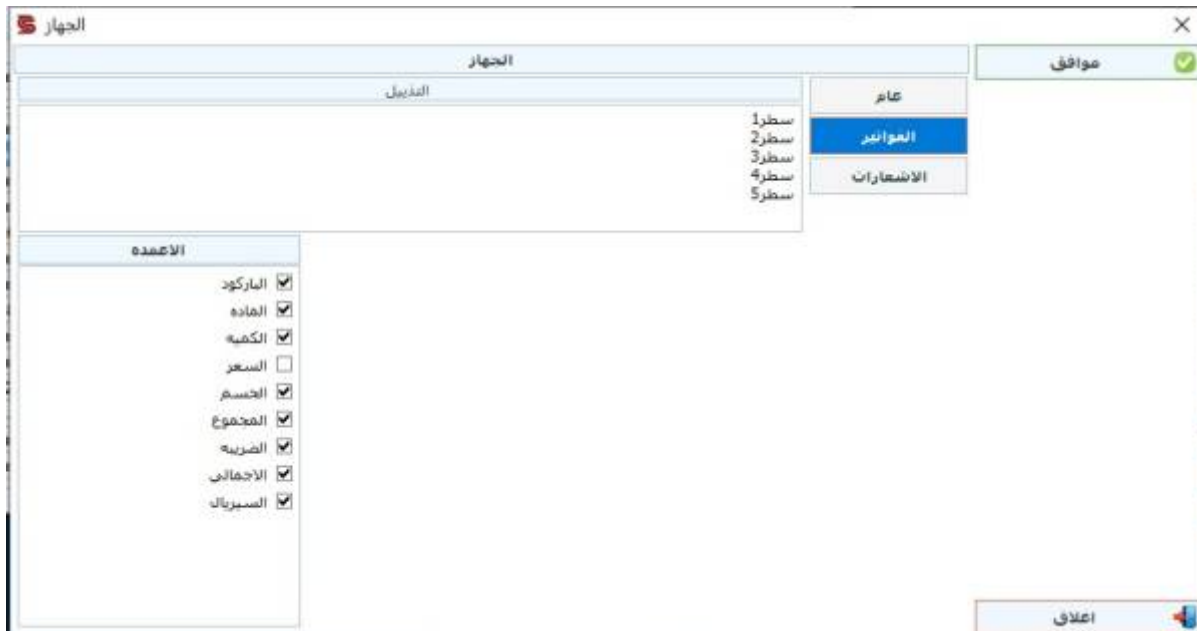 الجهاز
موافق
الجهاز
التذييل
عام
الفواتير
الاشعارات
سطر1
سطر2
سطر3
سطر4
سطر5
الاعمده
الباركود
الماده
الكميه
السعر
الخسم
المجموع
الضريبه
الاجمالي
السيريال
اغلاق